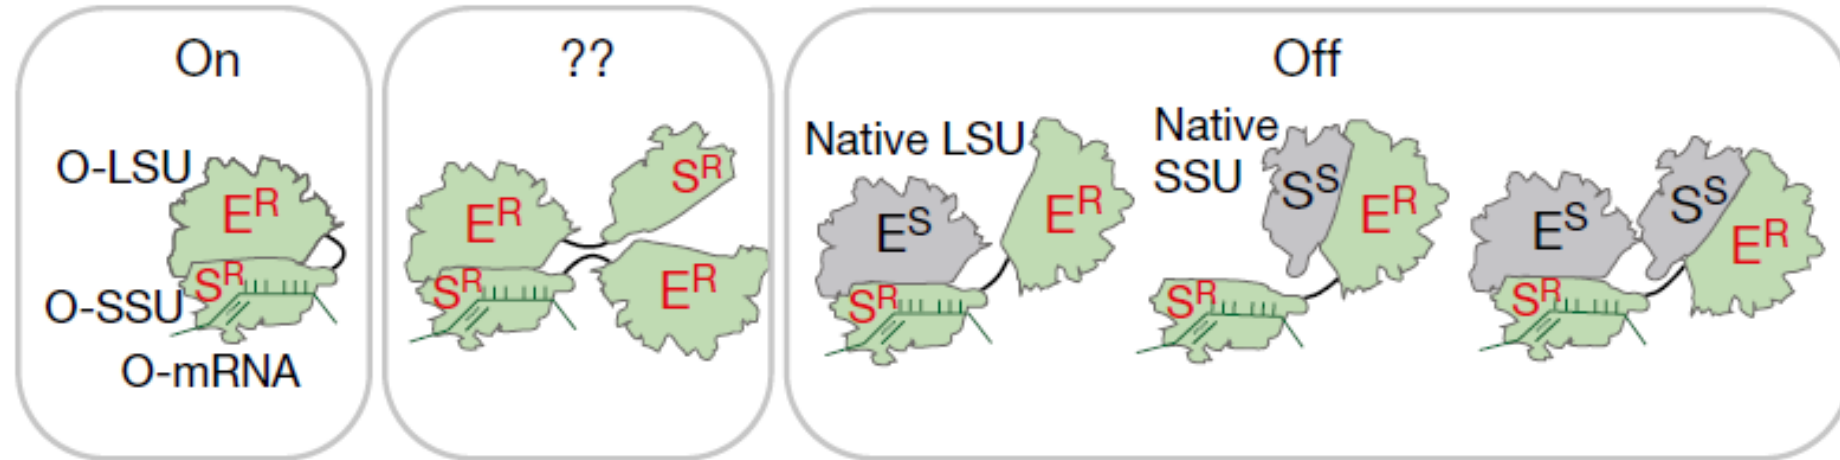 On
??
Off
O-LSU
E^R
S^R
O-SSU
O-mRNA
E^R
S^R
S^R
E^R
Native LSU
E^S
E^R
S^R
Native
SSU
S^S
E^R
S^R
E^S
S^S
E^R
S^R